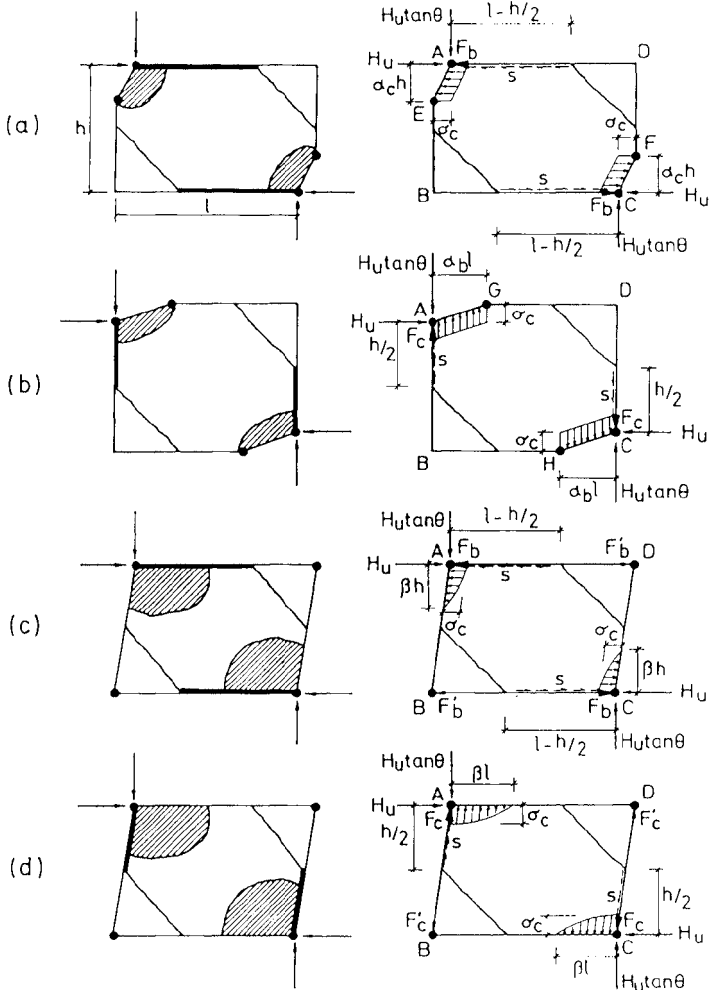 (a)
h
l
Hutanθ
l-h/2
Hu
A
Fb
D
s
αch
E
σc
σc
F
αch
s
B
Fb
C
Hu
l-h/2
Hutanθ
(b)
Hutanθ
αbl
G
D
A
Hu
σc
Fc
h/2
s
s
h/2
σc
Fc
Hu
B
H
C
αbl
Hutanθ
(c)
Hutanθ
l-h/2
A
Fb
F'b
D
Hu
s
βh
σc
σc
βh
s
B
F'b
Fb
C
Hu
l-h/2
Hutanθ
(d)
Hutanθ
βl
A
D
Hu
Fc
σc
F'c
h/2
s
s
h/2
F'c
σc
Fc
B
C
Hu
βl
Hutanθ